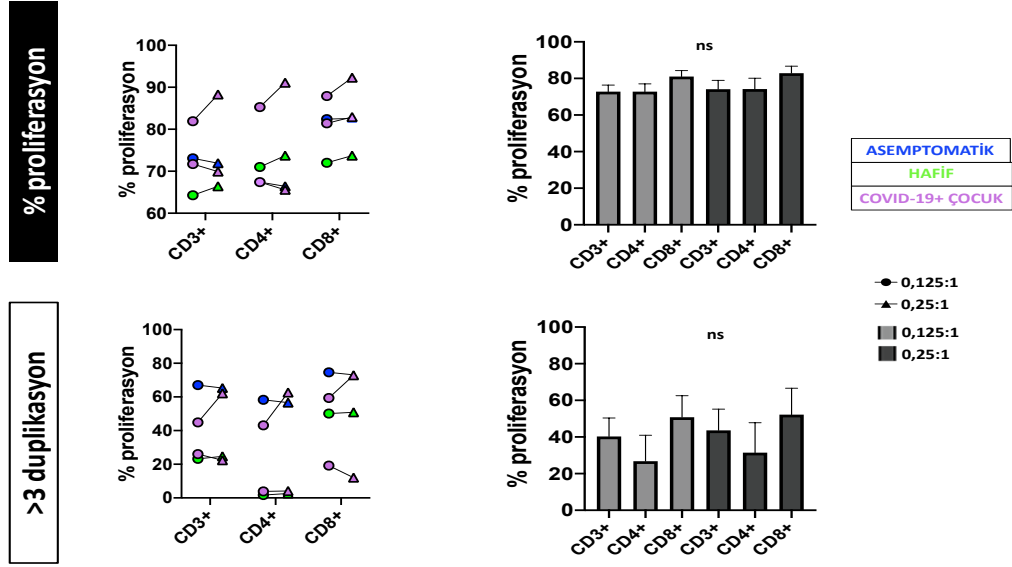 % proliferasyon
% proliferasyon
100
90
80
70
60
CD3+
CD4+
CD8+
% proliferasyon
100
80
60
40
20
0
ns
CD3+
CD4+
CD8+
CD3+
CD4+
CD8+
ASEMPTOMATİK
HAFİF
COVID-19+ ÇOCUK
0,125:1
0,25:1
0,125:1
0,25:1
>3 duplikasyon
% proliferasyon
100
80
60
40
20
0
CD3+
CD4+
CD8+
% proliferasyon
100
80
60
40
20
0
ns
CD3+
CD4+
CD8+
CD3+
CD4+
CD8+